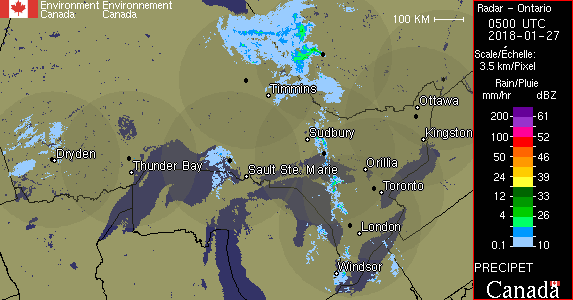 Environment Environnement
Canada Canada
100 KM
Timmins
Ottawa
Sudbury
Kingston
Dryden
Thunder Bay
Sault Ste. Marie
Orillia
Toronto
London
Windsor
Radar - Ontario
0500 UTC
2018-01-27
Scale/Échelle:
3.5 km/Pixel
Rain/Pluie
mm/hr dBZ
200 61
100 52
50 46
24 39
12 33
4 26
0.1 10
PRECIPET
Canada